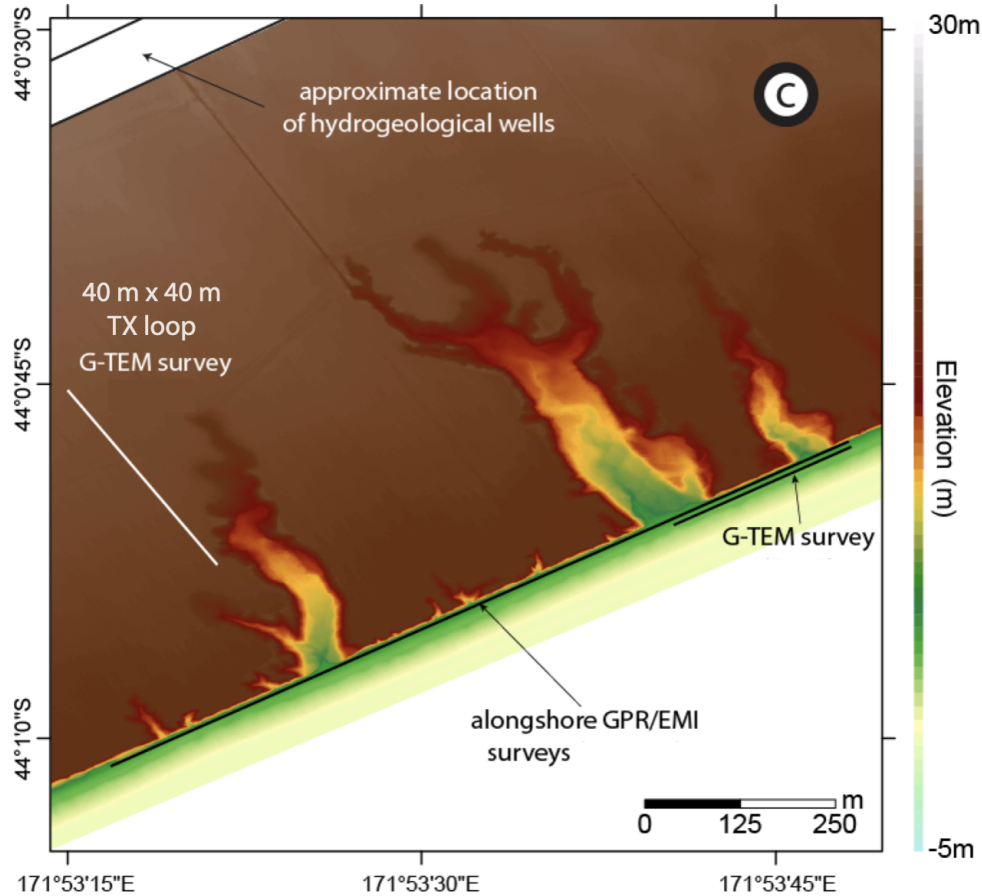 44°0'30"S
30m
approximate location
of hydrogeological wells
C
40 m x 40 m
TX loop
G-TEM survey
44°0'45"S
Elevation (m)
G-TEM survey
alongshore GPR/EMI
surveys
44°1'0"S
m
0 125 250
-5m
171°53'15"E 171°53'30"E 171°53'45"E